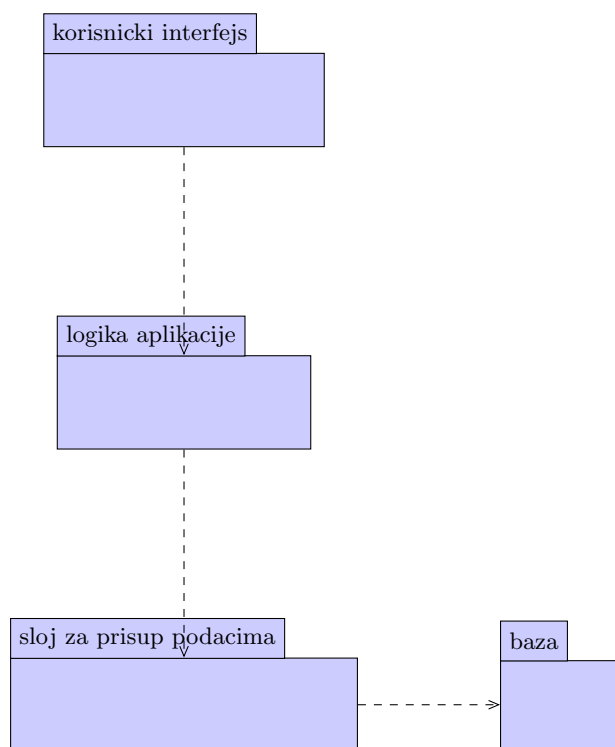 korisnicki interfejs
logika aplikacije
sloj za prisup podacima
baza